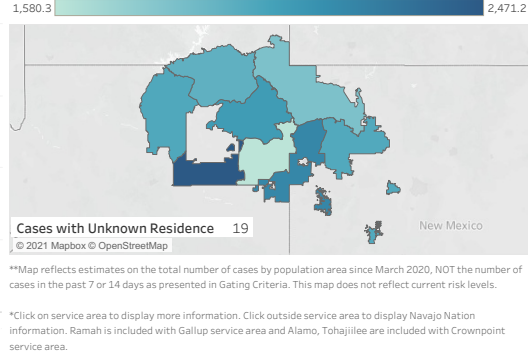 1,580.3 2,471.2
New Mexico
Cases with Unknown Residence 19
© 2021 Mapbox © OpenStreetMap
**Map reflects estimates on the total number of cases by population area since March 2020, NOT the number of
cases in the past 7 or 14 days as presented in Gating Criteria. This map does not reflect current risk levels.
*Click on service area to display more information. Click outside service area to display Navajo Nation
information. Ramah is included with Gallup service area and Alamo, Tohajiilee are included with Crownpoint
service area.